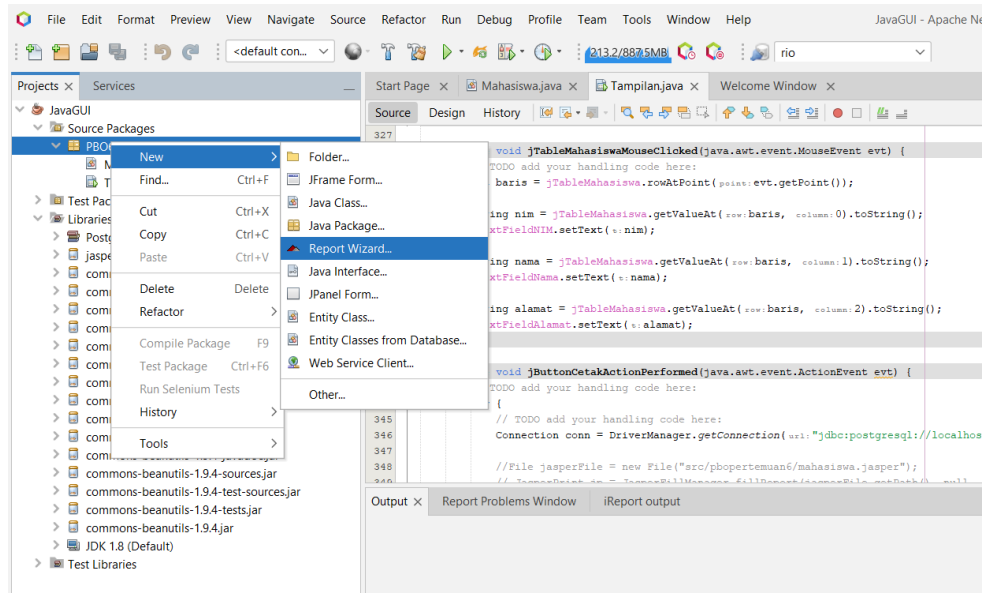 File Edit Format Preview View Navigate Source Refactor Run Debug Profile Team Tools Window Help JavaGUI - Apache Ne
<default con... 213.2/887.5MB rio
Projects Services
Start Page Mahasiswa.java Tampilan.java Welcome Window
Source Design History
JavaGUI
Source Packages
PBO
M
T
Test Pac
Libraries
Postg
jaspe
com
com
com
com
com
com
com
com
com
com
commons-beanutils-1.9.4-sources.jar
commons-beanutils-1.9.4-test-sources.jar
commons-beanutils-1.9.4-tests.jar
commons-beanutils-1.9.4.jar
JDK 1.8 (Default)
Test Libraries
New
Find... Ctrl+F
Cut Ctrl+X
Copy Ctrl+C
Paste Ctrl+V
Delete Delete
Refactor
Compile Package F9
Test Package Ctrl+F6
Run Selenium Tests
History
Tools
Folder...
JFrame Form...
Java Class...
Java Package...
Report Wizard...
Java Interface...
JPanel Form...
Entity Class...
Entity Classes from Database...
Web Service Client...
Other...
327
void jTableMahasiswaMouseClicked(java.awt.event.MouseEvent evt) {
TODO add your handling code here:
baris = jTableMahasiswa.rowAtPoint( point: evt.getPoint());
ing nim = jTableMahasiswa.getValueAt( row: baris, column: 0).toString();
xtFieldNIM.setText( t: nim);
ing nama = jTableMahasiswa.getValueAt( row: baris, column: 1).toString();
xtFieldNama.setText( t: nama);
ing alamat = jTableMahasiswa.getValueAt( row: baris, column: 2).toString();
xtFieldAlamat.setText( t: alamat);
void jButtonCetakActionPerformed(java.awt.event.ActionEvent evt) {
TODO add your handling code here:
{
345 // TODO add your handling code here:
346 Connection conn = DriverManager.getConnection( url: "jdbc:postgresql://localhos
347
348 //File jasperFile = new File("src/pbopertemuan6/mahasiswa.jasper");
Output Report Problems Window iReport output